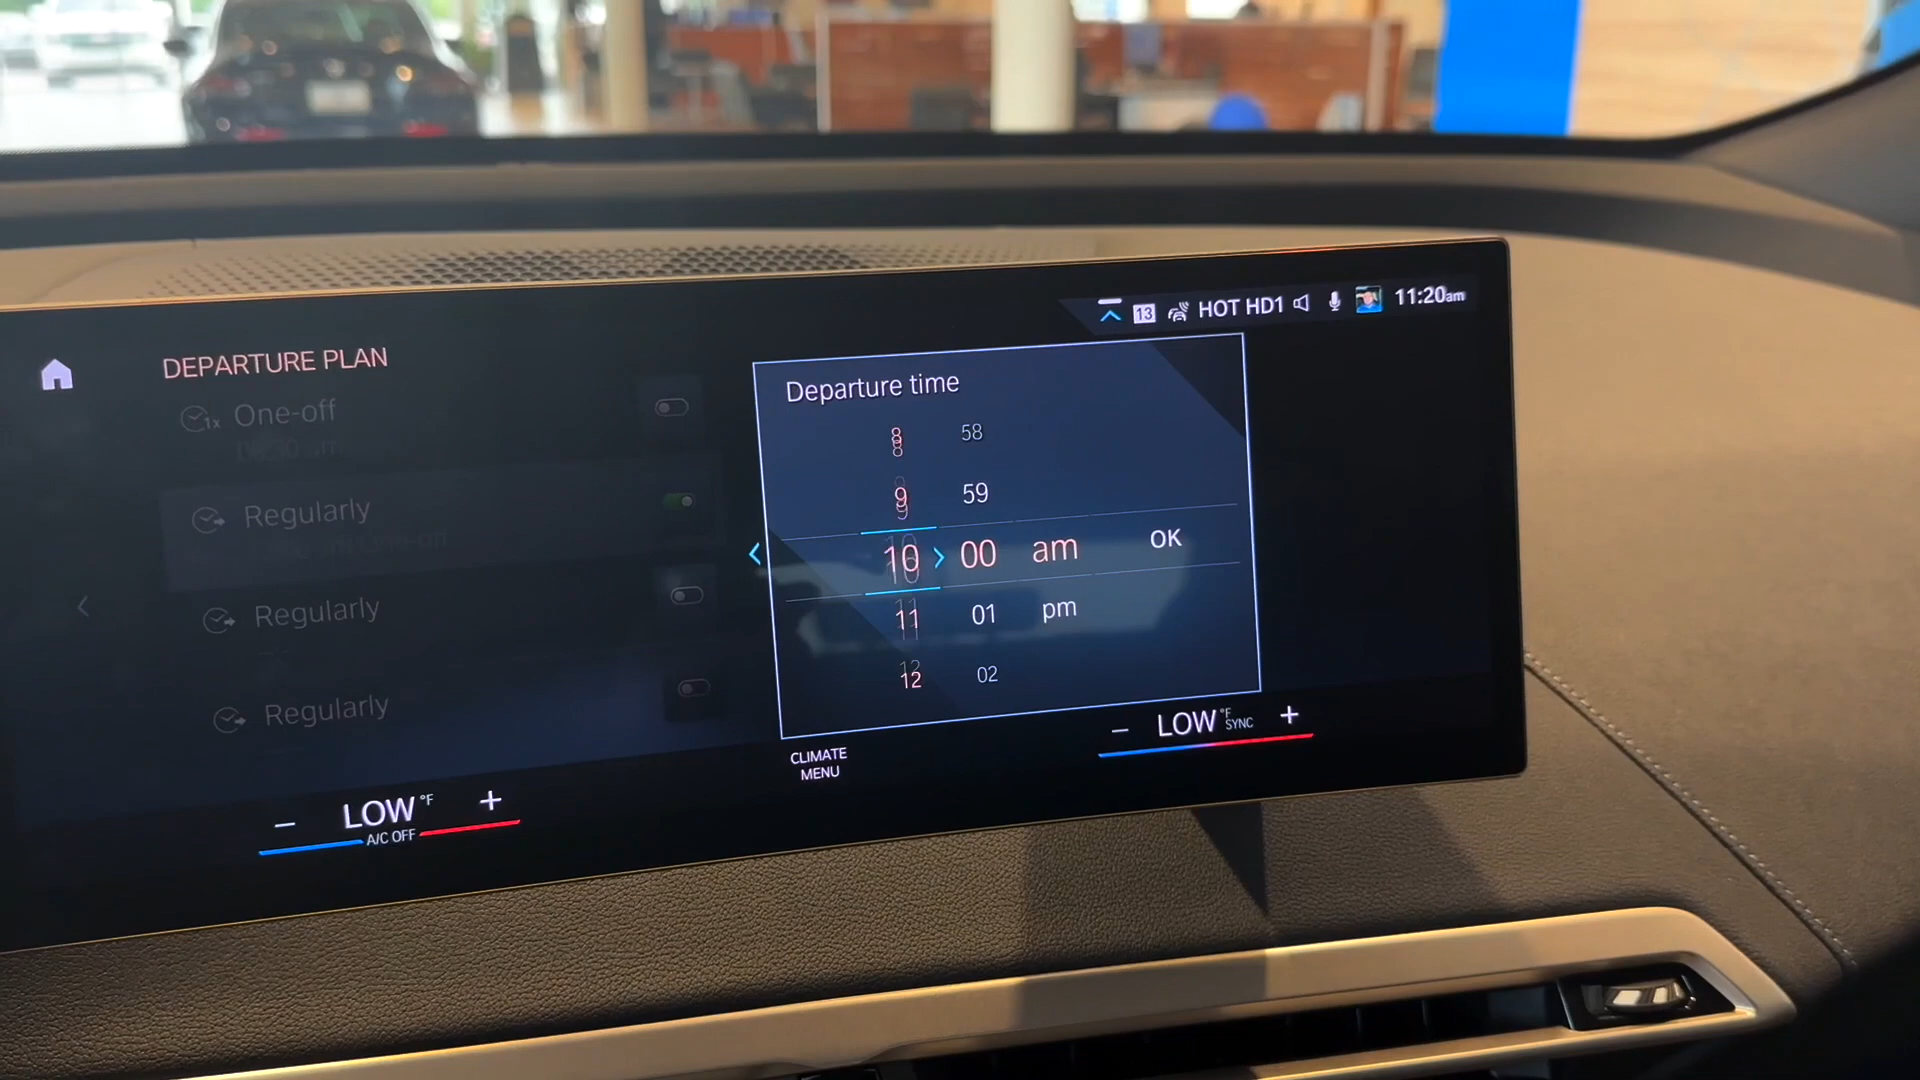 13 HOT HD1 11:20am
DEPARTURE PLAN
1x One-off
Regularly
Regularly
Regularly
Departure time
8 58
9 59
10 00 am OK
11 01 pm
12 02
CLIMATE
MENU
– LOW °F +
A/C OFF
– LOW °F SYNC +